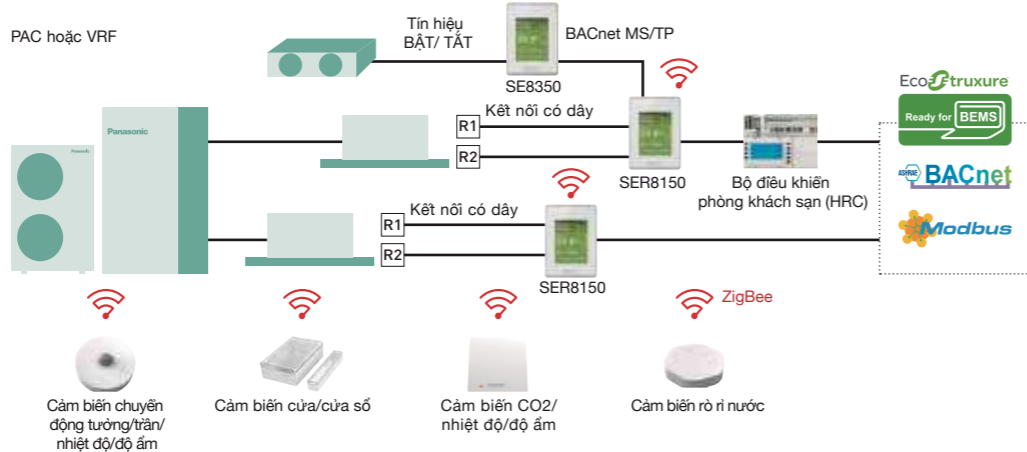 PAC hoặc VRF
Tín hiệu
BẬT/ TẮT
BACnet MS/TP
SE8350
EcoStruxure
Ready for BEMS
Panasonic
Panasonic
Kết nối có dây
R1
R2
SER8150
Bộ điều khiển
phòng khách sạn (HRC)
ASHRAE BACnet
Modbus
Kết nối có dây
R1
R2
SER8150
ZigBee
Cảm biến chuyển
động tường/trần/
nhiệt độ/độ ẩm
Cảm biến cửa/cửa sổ
Cảm biến CO2/
nhiệt độ/độ ẩm
Cảm biến rò rỉ nước